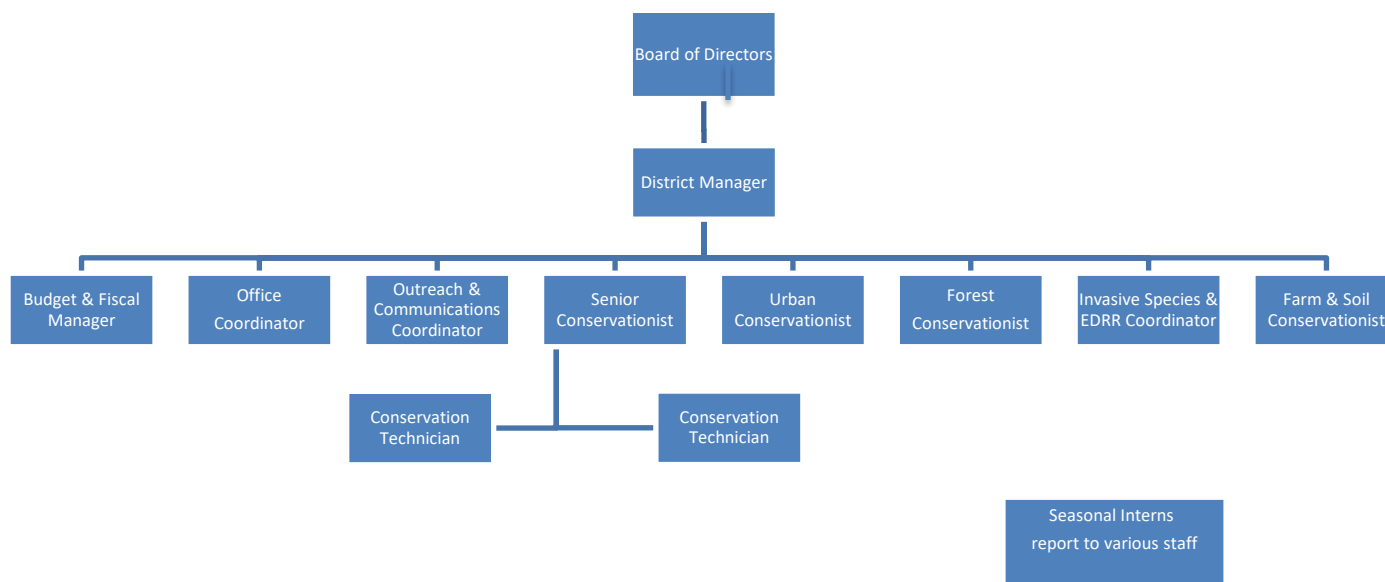 Board of Directors
District Manager
Budget & Fiscal
Manager
Office
Coordinator
Outreach &
Communications
Coordinator
Senior
Conservationist
Urban
Conservationist
Forest
Conservationist
Invasive Species &
EDRR Coordinator
Farm & Soil
Conservationist
Conservation
Technician
Conservation
Technician
Seasonal Interns
report to various staff